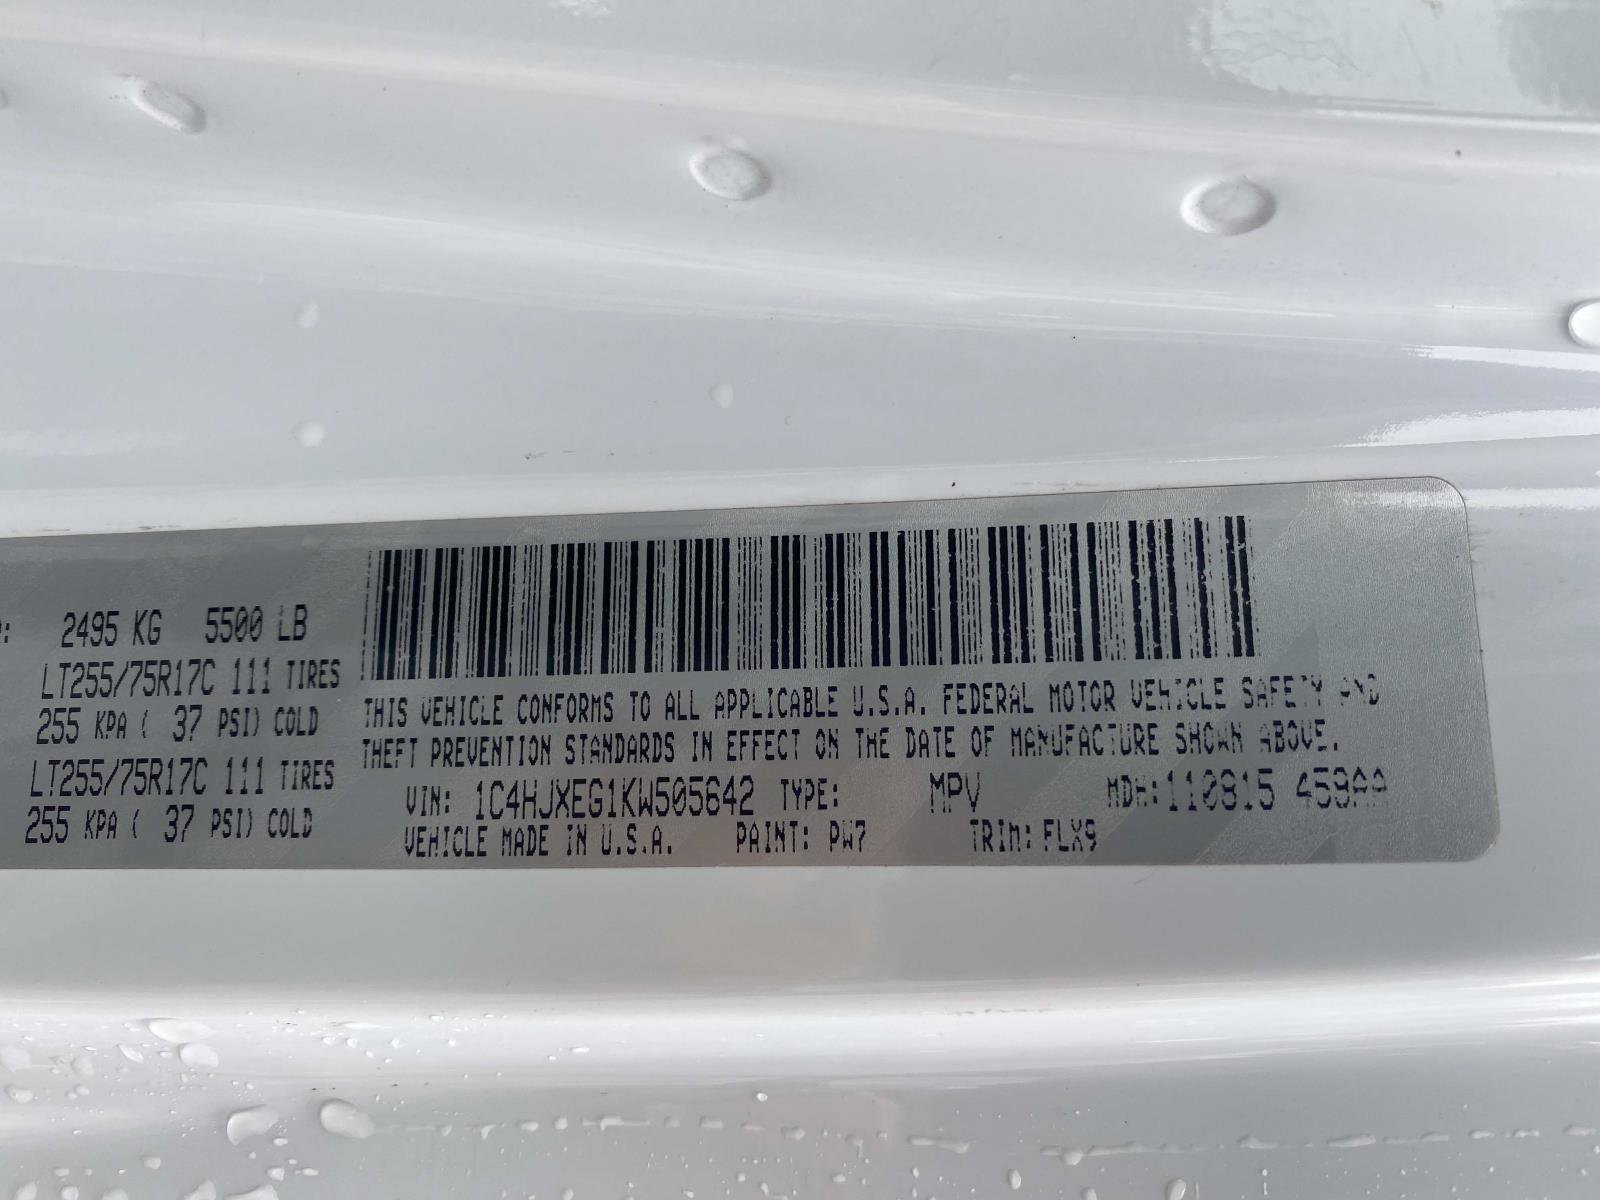 2495 KG 5500 LB
LT255/75R17C 111 TIRES
255 KPA ( 37 PSI) COLD
LT255/75R17C 111 TIRES
255 KPA ( 37 PSI) COLD
THIS VEHICLE CONFORMS TO ALL APPLICABLE U.S.A. FEDERAL MOTOR VEHICLE SAFETY AND
THEFT PREVENTION STANDARDS IN EFFECT ON THE DATE OF MANUFACTURE SHOWN ABOVE.
VIN: 1C4HJXEG1KW505642 TYPE: MPV MDH:110815 459AA
VEHICLE MADE IN U.S.A. PAINT: PW7 TRIM: FLX9